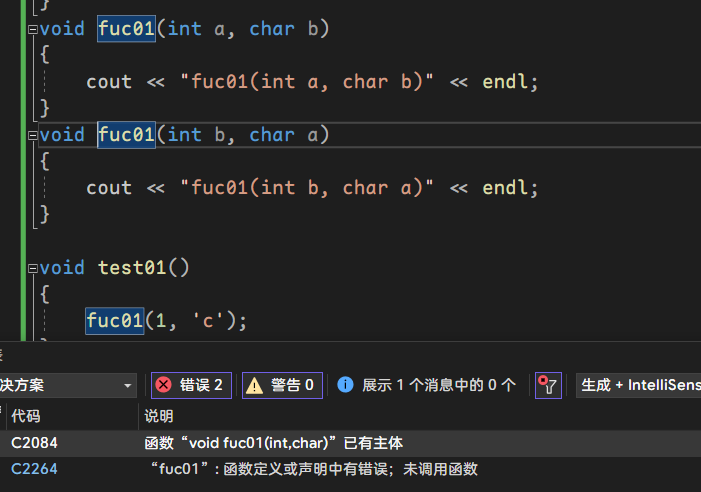 }
void fuc01(int a, char b)
{
cout << "fuc01(int a, char b)" << endl;
}
void fuc01(int b, char a)
{
cout << "fuc01(int b, char a)" << endl;
}
void test01()
{
fuc01(1, 'c');
决方案 错误 2 警告 0 展示 1 个消息中的 0 个 生成 + IntelliSens
代码 说明
C2084 函数“void fuc01(int,char)”已有主体
C2264 “fuc01”: 函数定义或声明中有错误；未调用函数